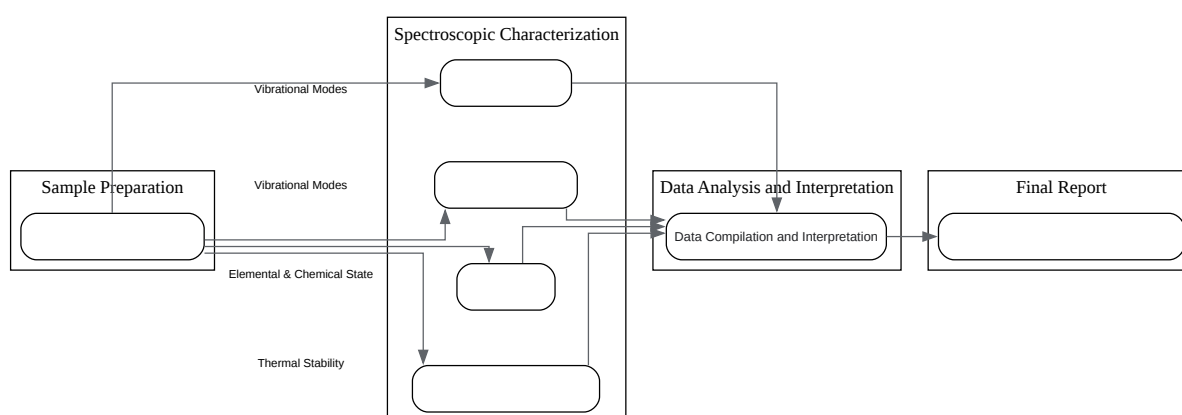 Spectroscopic Characterization
Vibrational Modes
Sample Preparation
Vibrational Modes
Data Analysis and Interpretation
Final Report
Data Compilation and Interpretation
Elemental & Chemical State
Thermal Stability